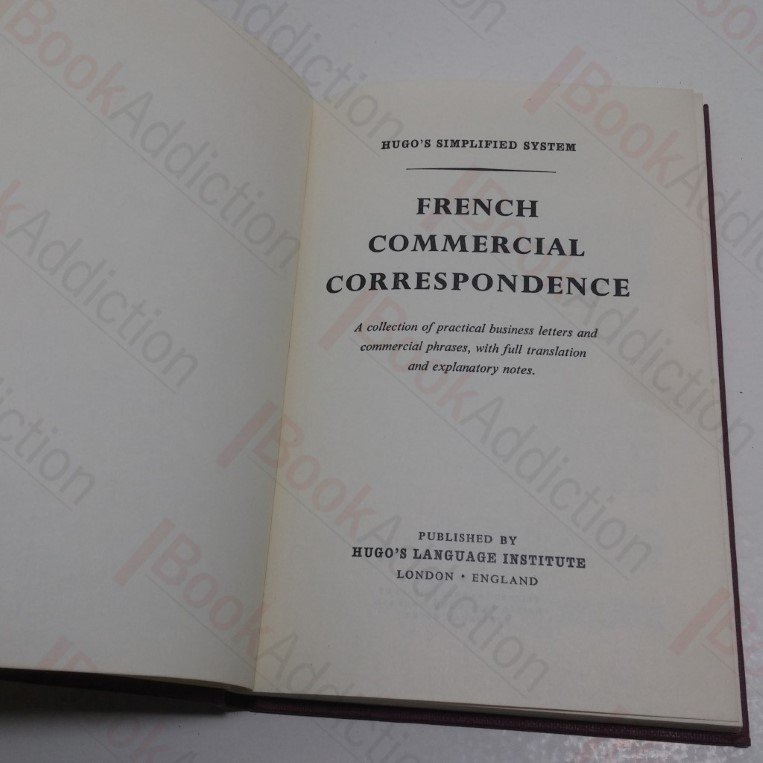 HUGO'S SIMPLIFIED SYSTEM
FRENCH
COMMERCIAL
CORRESPONDENCE
A collection of practical business letters and
commercial phrases, with full translation
and explanatory notes.
PUBLISHED BY
HUGO'S LANGUAGE INSTITUTE
LONDON • ENGLAND
BookAddiction